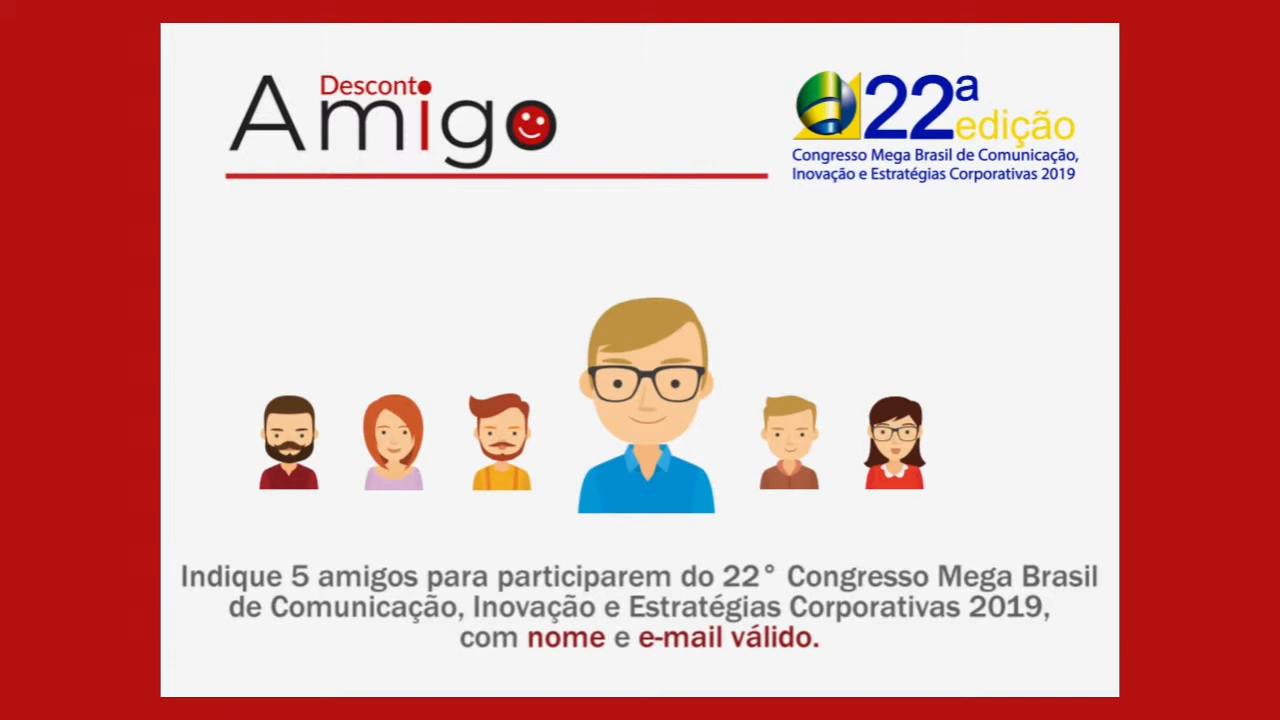 Desconto
Amigo
22ª
edição
Congresso Mega Brasil de Comunicação,
Inovação e Estratégias Corporativas 2019
Indique 5 amigos para participarem do 22° Congresso Mega Brasil
de Comunicação, Inovação e Estratégias Corporativas 2019,
com nome e e-mail válido.